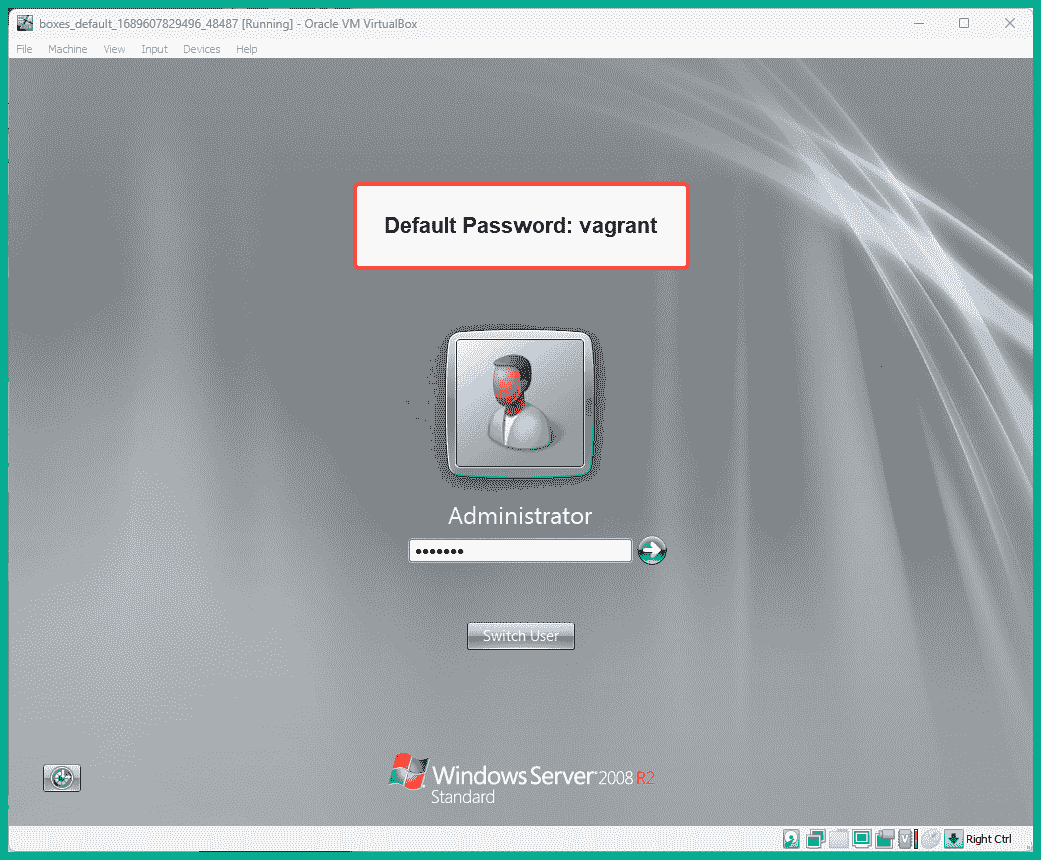 boxes_default_1689607829496_48487 [Running] - Oracle VM VirtualBox
File Machine View Input Devices Help
Default Password: vagrant
Administrator
Switch User
Windows Server 2008 R2
Standard
Right Ctrl